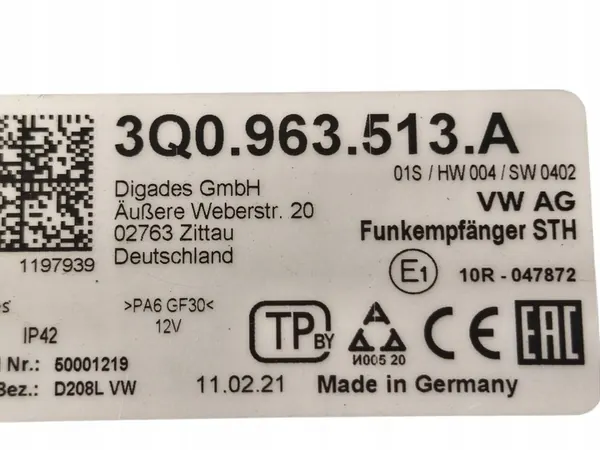 3Q0.963.513.A
01S / HW 004 / SW 0402
Digades GmbH
VW AG
Äußere Weberstr. 20
Funkempfänger STH
02763 Zittau
Deutschland
1197939
E1
10R - 047872
es
>PA6 GF30<
IP42
12V
TP BY
И005 20
CE
EAC
Nr.: 50001219
Bez.: D208L VW
11.02.21
Made in Germany